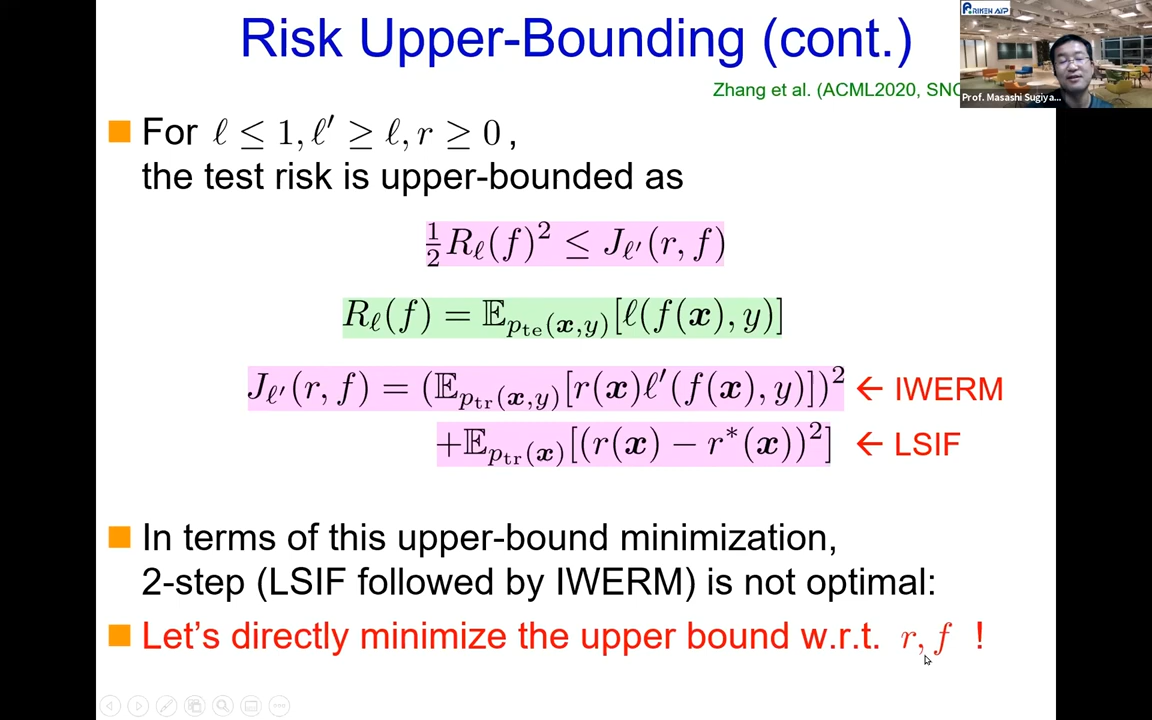 Risk Upper-Bounding (cont.)
RIKEN AIP
Zhang et al. (ACML2020, SNC
Prof. Masashi Sugiya...
For ℓ ≤ 1, ℓ′ ≥ ℓ, r ≥ 0 ,
the test risk is upper-bounded as
½R_ℓ(f)² ≤ J_ℓ′(r, f)
R_ℓ(f) = 𝔼_{p_te(𝒙,y)}[ℓ(f(𝒙), y)]
J_ℓ′(r, f) = (𝔼_{p_tr(𝒙,y)}[r(𝒙)ℓ′(f(𝒙), y)])² ← IWERM
+𝔼_{p_tr(𝒙)}[(r(𝒙) − r*(𝒙))²] ← LSIF
In terms of this upper-bound minimization,
2-step (LSIF followed by IWERM) is not optimal:
Let's directly minimize the upper bound w.r.t. r, f !